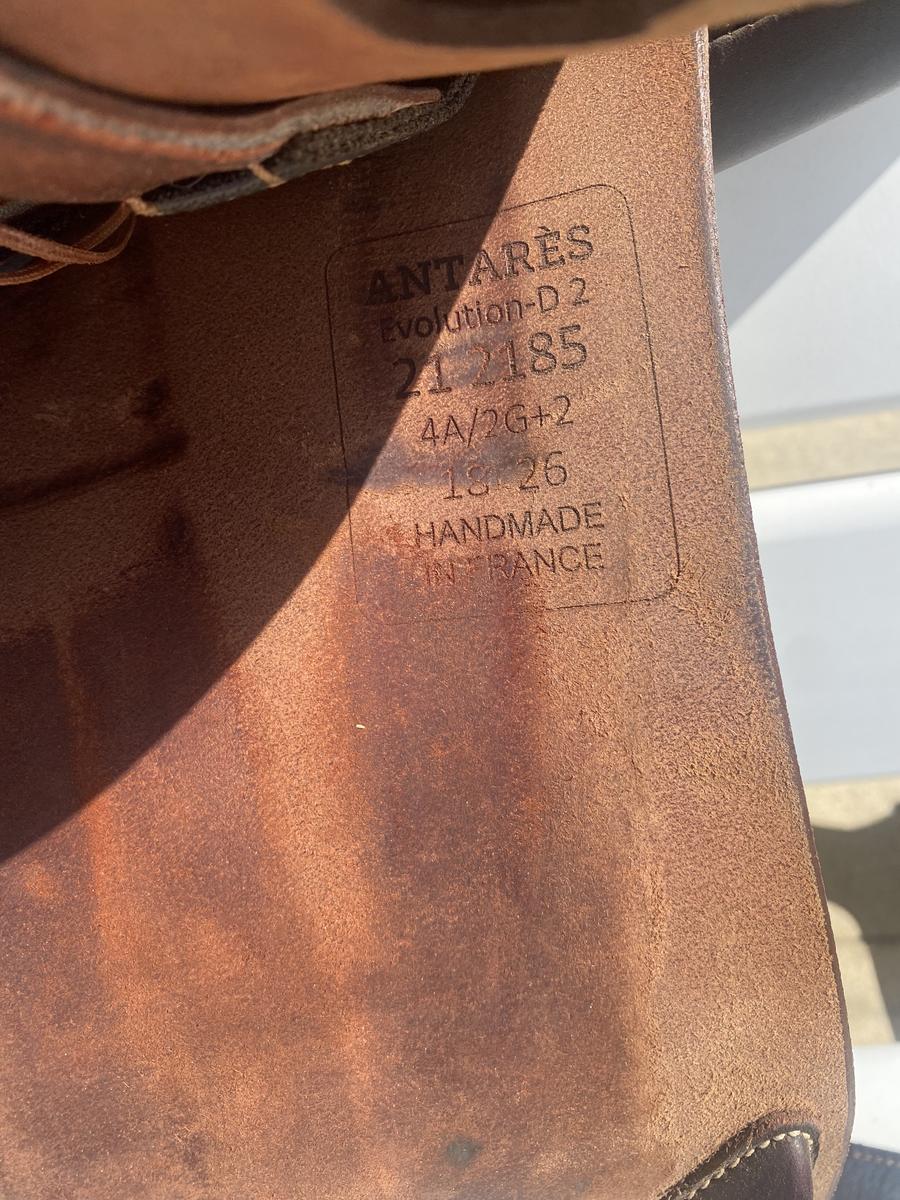 ANTARÈS
Evolution-D 2
21 2185
4A/2G+2
18 26
HANDMADE
IN FRANCE